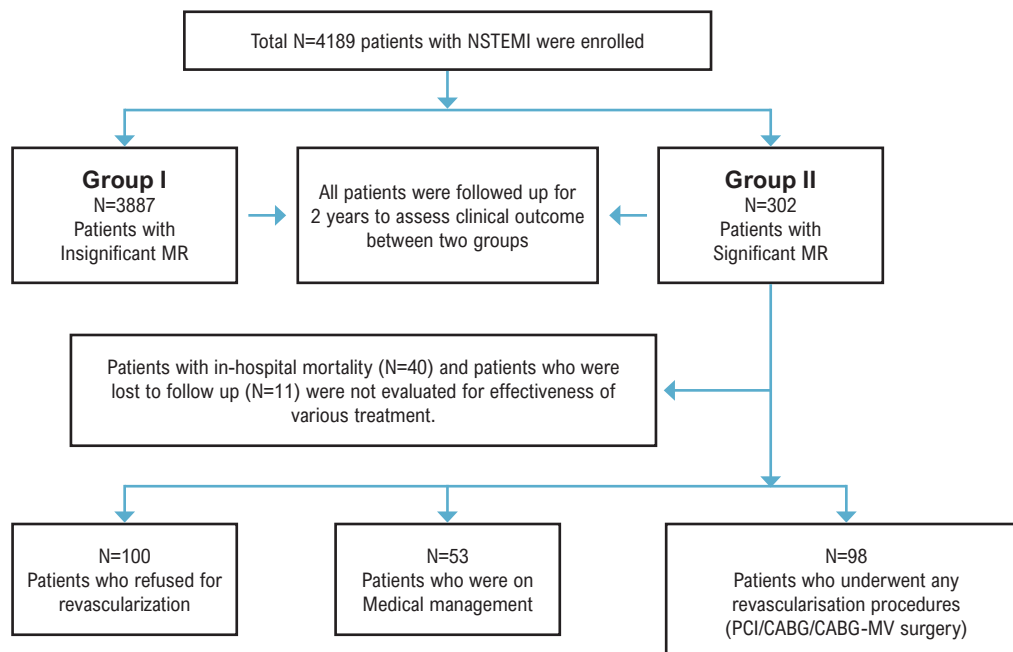 Total N=4189 patients with NSTEMI were enrolled
Group I
N=3887
Patients with
Insignificant MR
All patients were followed up for
2 years to assess clinical outcome
between two groups
Group II
N=302
Patients with
Significant MR
Patients with in-hospital mortality (N=40) and patients who were
lost to follow up (N=11) were not evaluated for effectiveness of
various treatment.
N=100
Patients who refused for
revascularization
N=53
Patients who were on
Medical management
N=98
Patients who underwent any
revascularisation procedures
(PCI/CABG/CABG-MV surgery)